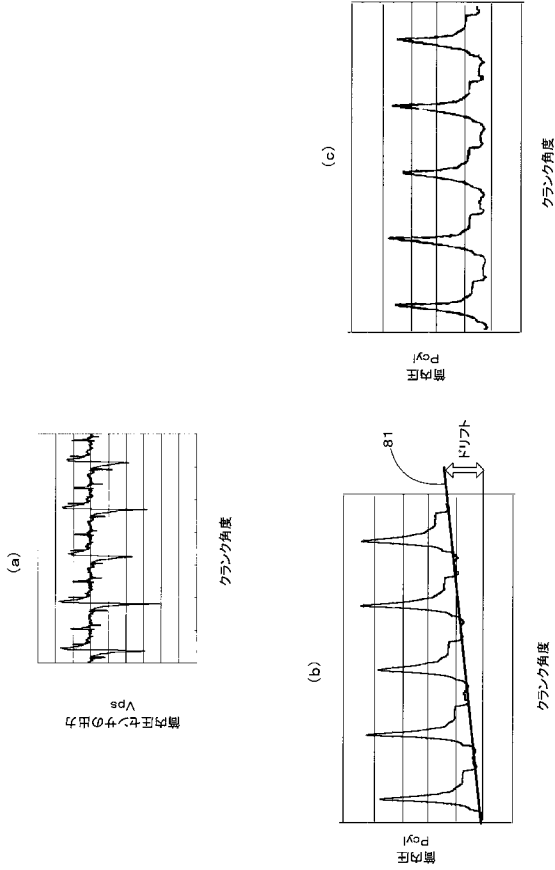 (a)
筒内圧センサの出力
Vps
クランク角度
(b)
筒内圧
Pcyl
81
ドリフト
クランク角度
(c)
筒内圧
Pcyl
クランク角度